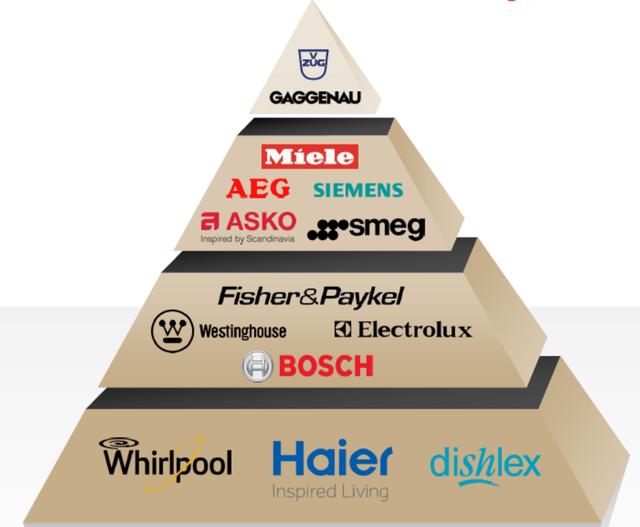 V
ZUG
GAGGENAU
Miele
AEG SIEMENS
a ASKO smeg
Inspired by Scandinavia
Fisher&Paykel
W Westinghouse E Electrolux
BOSCH
Whirlpool Haier dishlex
Inspired Living